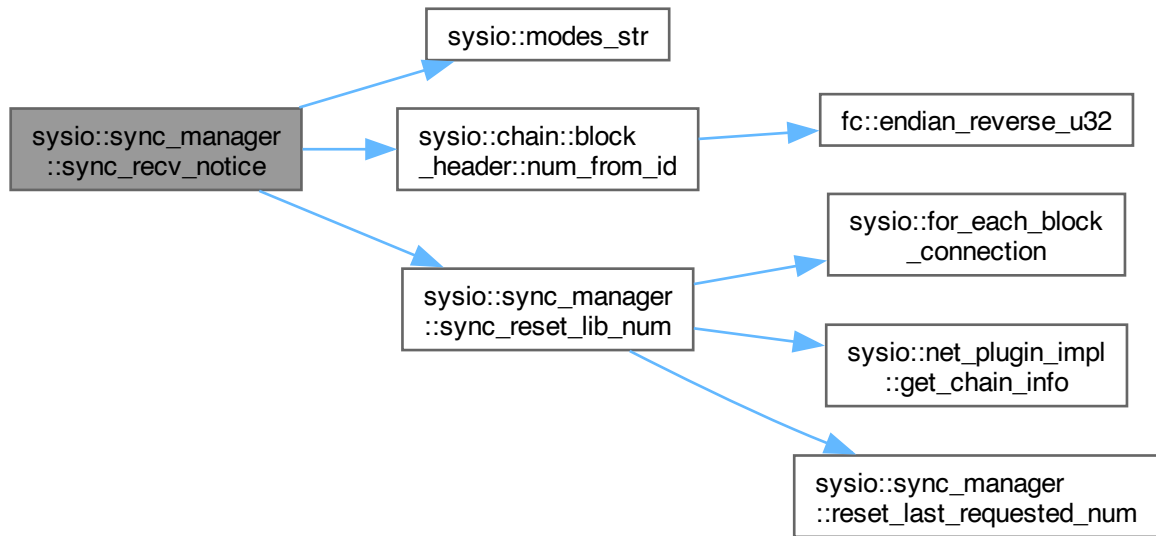 sysio::modes_str
sysio::sync_manager
::sync_recv_notice
sysio::chain::block
_header::num_from_id
fc::endian_reverse_u32
sysio::sync_manager
::sync_reset_lib_num
sysio::for_each_block
_connection
sysio::net_plugin_impl
::get_chain_info
sysio::sync_manager
::reset_last_requested_num